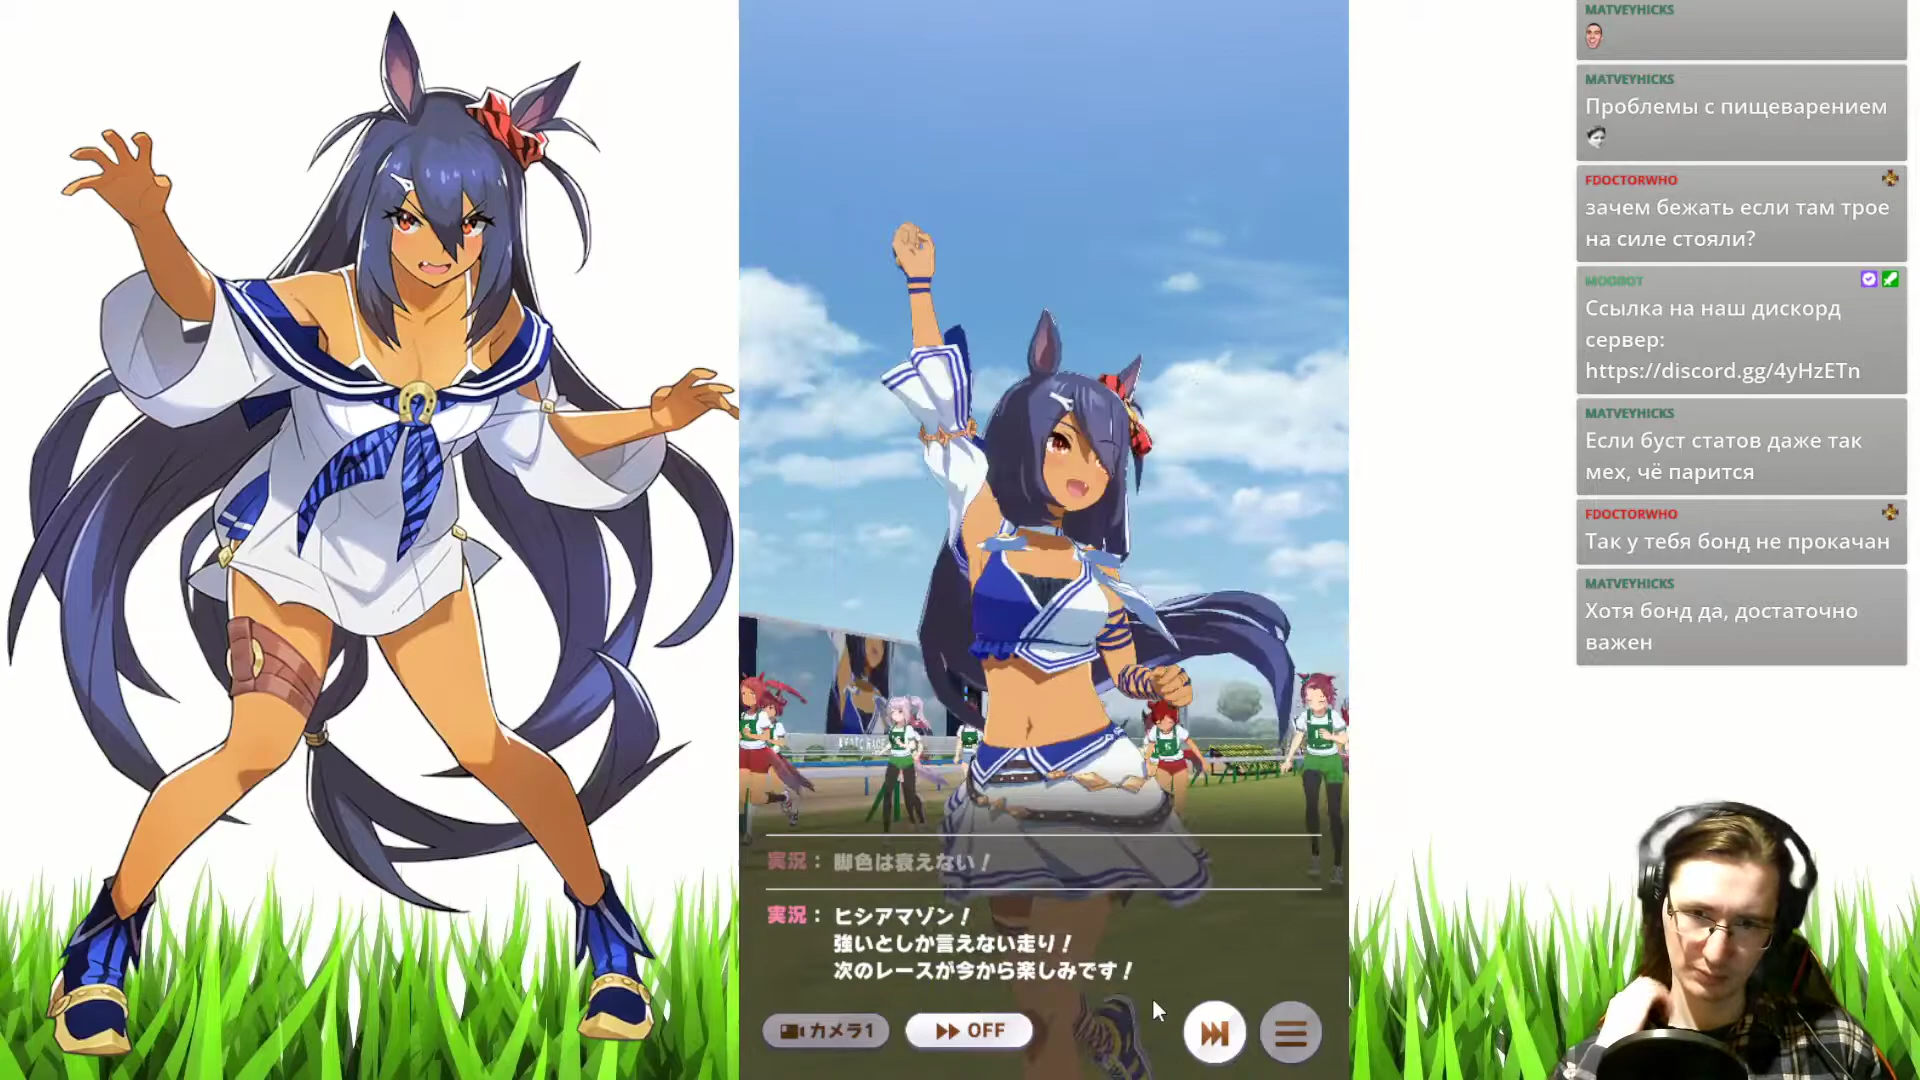 MATVEYHICKS
MATVEYHICKS
Проблемы с пищеварением
FDOCTORWHO
зачем бежать если там трое
на силе стояли?
MOOBOT
Ссылка на наш дискорд
сервер:
https://discord.gg/4yHzETn
MATVEYHICKS
Если буст статов даже так
мех, чё парится
FDOCTORWHO
Так у тебя бонд не прокачан
MATVEYHICKS
Хотя бонд да, достаточно
важен
実況：脚色は衰えない！
実況：ヒシアマゾン！
強いとしか言えない走り！
次のレースが今から楽しみです！
カメラ1
OFF